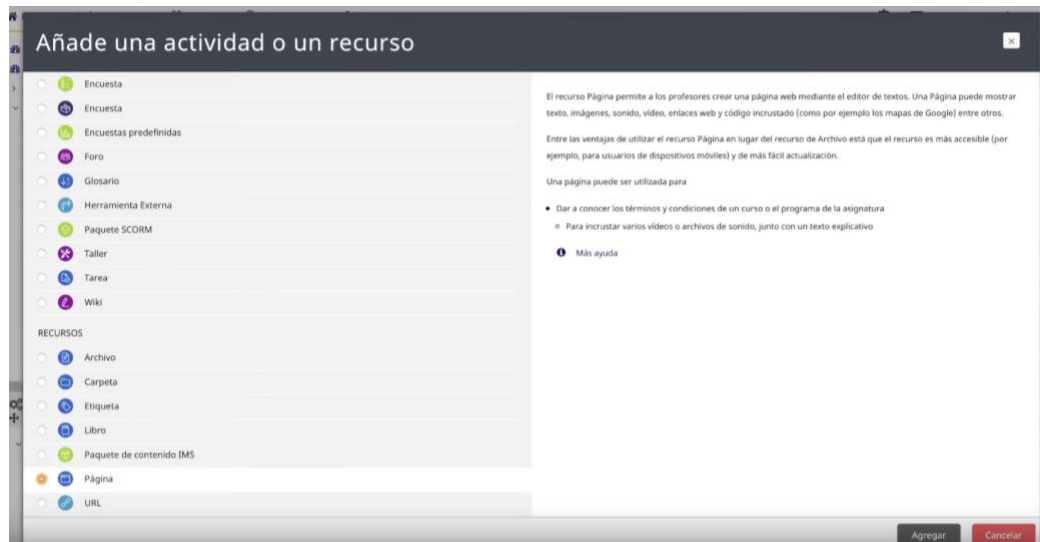 Añade una actividad o un recurso
Encuesta
Encuesta
Encuestas predefinidas
Foro
Glosario
Herramienta Externa
Paquete SCORM
Taller
Tarea
Wiki
RECURSOS
Archivo
Carpeta
Etiqueta
Libro
Paquete de contenido IMS
Página
URL
El recurso Página permite a los profesores crear una página web mediante el editor de textos. Una Página puede mostrar
texto, imágenes, sonido, vídeo, enlaces web y código incrustado (como por ejemplo los mapas de Google) entre otros.
Entre las ventajas de utilizar el recurso Página en lugar del recurso de Archivo está que el recurso es más accesible (por
ejemplo, para usuarios de dispositivos móviles) y de más fácil actualización.
Una página puede ser utilizada para
Dar a conocer los términos y condiciones de un curso o el programa de la asignatura
Para incrustar varios vídeos o archivos de sonido, junto con un texto explicativo
Más ayuda
Agregar
Cancelar